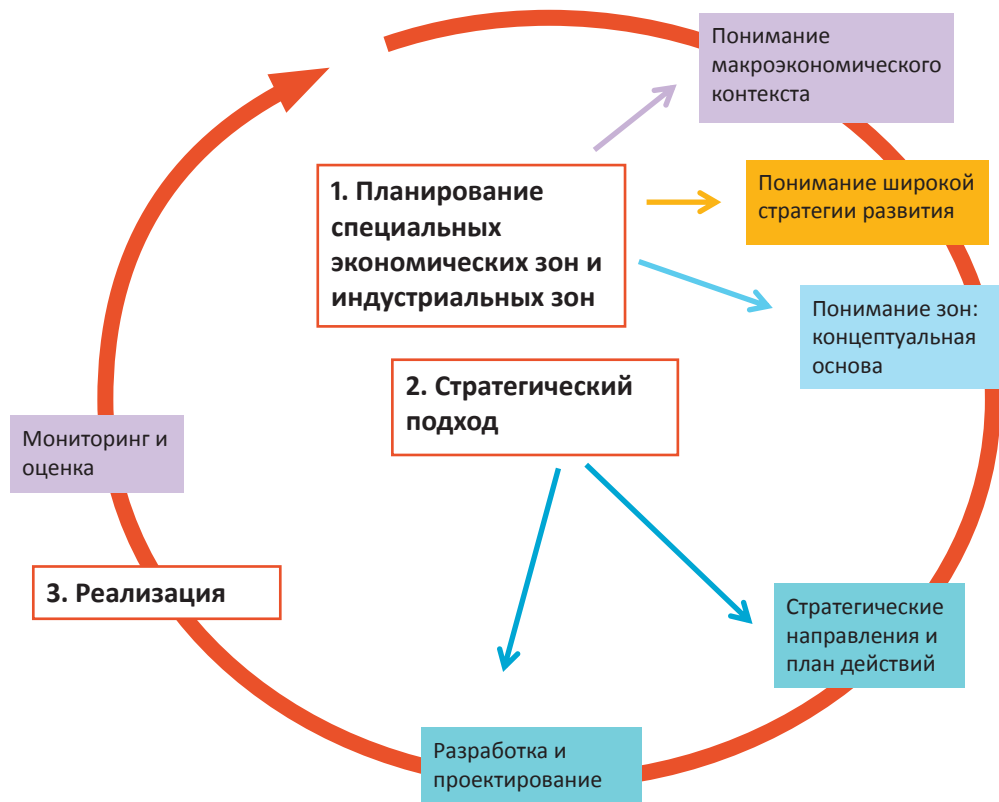 Понимание
макроэкономического
контекста
1. Планирование
специальных
экономических зон и
индустриальных зон
Понимание широкой
стратегии развития
Понимание зон:
концептуальная
основа
2. Стратегический
подход
Мониторинг и
оценка
3. Реализация
Стратегические
направления и
план действий
Разработка и
проектирование